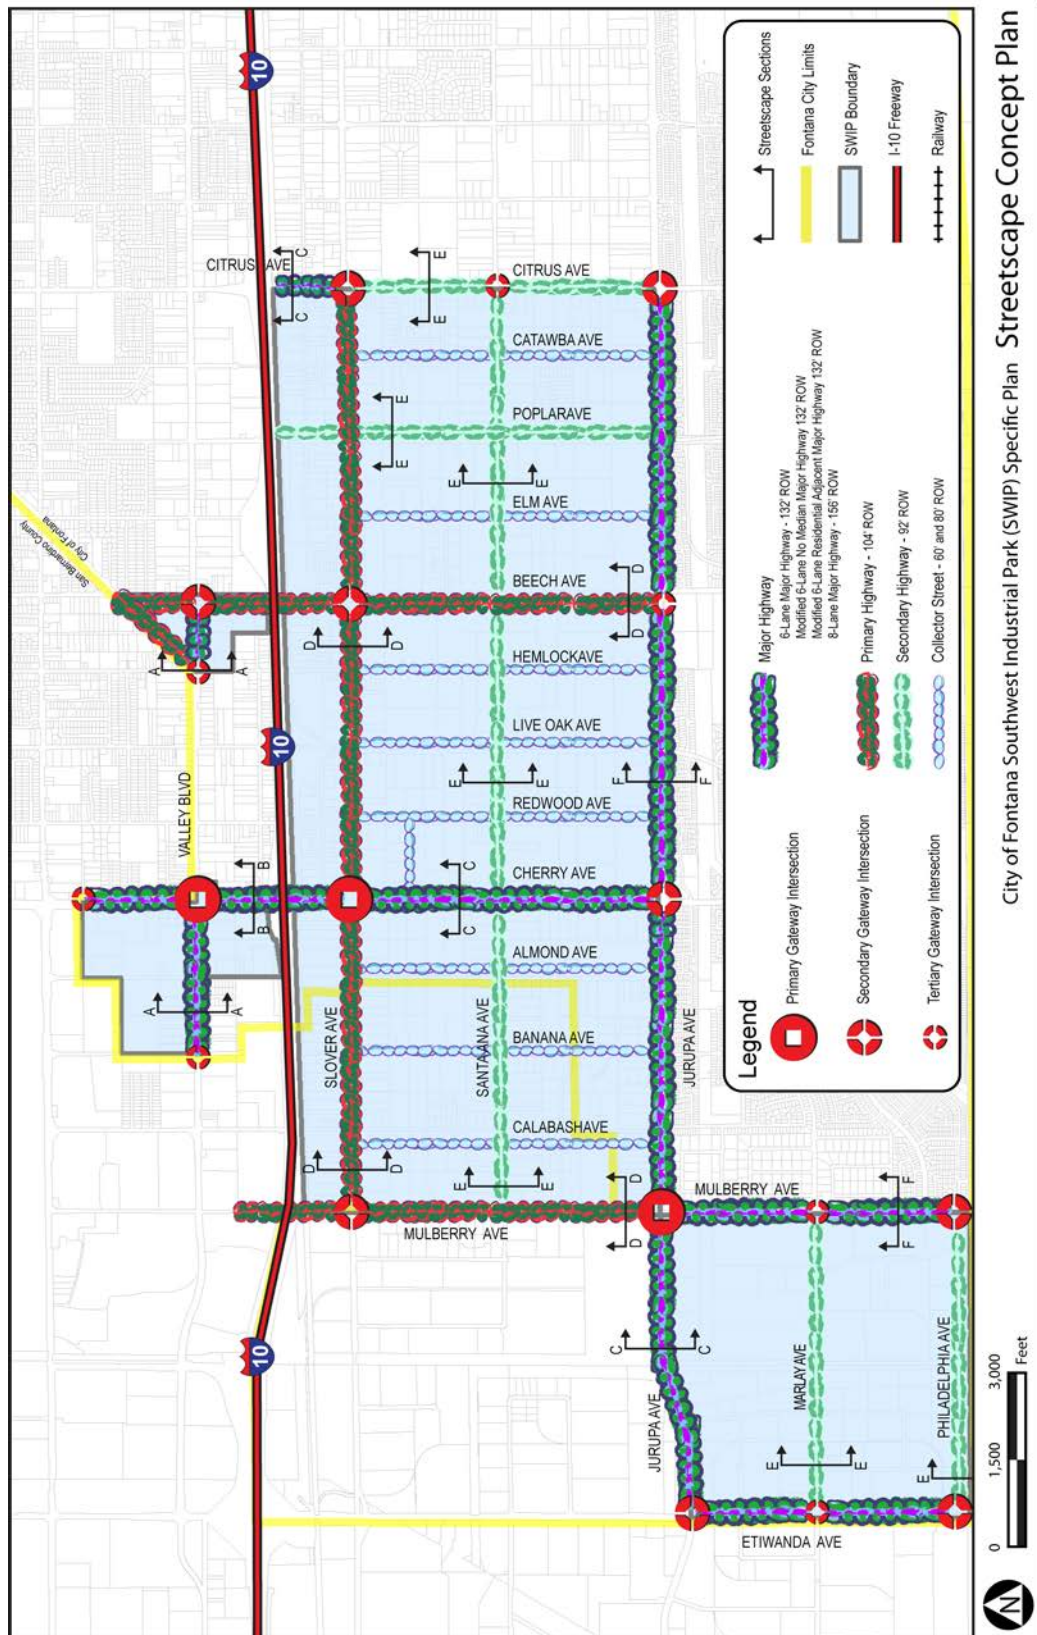 City of Fontana Southwest Industrial Park (SWIP) Specific Plan Streetscape Concept Plan
10
10
10
San Bernardino County
City of Fontana
VALLEY BLVD
CITRUS AVE
SLOVER AVE
SANTA ANA AVE
JURUPA AVE
MULBERRY AVE
CALABASH AVE
BANANA AVE
ALMOND AVE
CHERRY AVE
REDWOOD AVE
LIVE OAK AVE
HEMLOCK AVE
BEECH AVE
ELM AVE
POPLAR AVE
CATAWBA AVE
CITRUS AVE
JURUPA AVE
MULBERRY AVE
MARLAY AVE
PHILADELPHIA AVE
ETIWANDA AVE
A
A
A
A
B
B
C
C
C
C
C
C
D
D
D
D
D
D
D
D
E
E
E
E
E
E
E
E
E
E
E
E
E
F
F
F
F
Legend
Primary Gateway Intersection
Secondary Gateway Intersection
Tertiary Gateway Intersection
Major Highway
6-Lane Major Highway - 132' ROW
Modified 6-Lane No Median Major Highway 132' ROW
Modified 6-Lane Residential Adjacent Major Highway 132' ROW
8-Lane Major Highway - 156' ROW
Primary Highway - 104' ROW
Secondary Highway - 92' ROW
Collector Street - 60' and 80' ROW
Streetscape Sections
Fontana City Limits
SWIP Boundary
I-10 Freeway
Railway
N
0 1,500 3,000
Feet